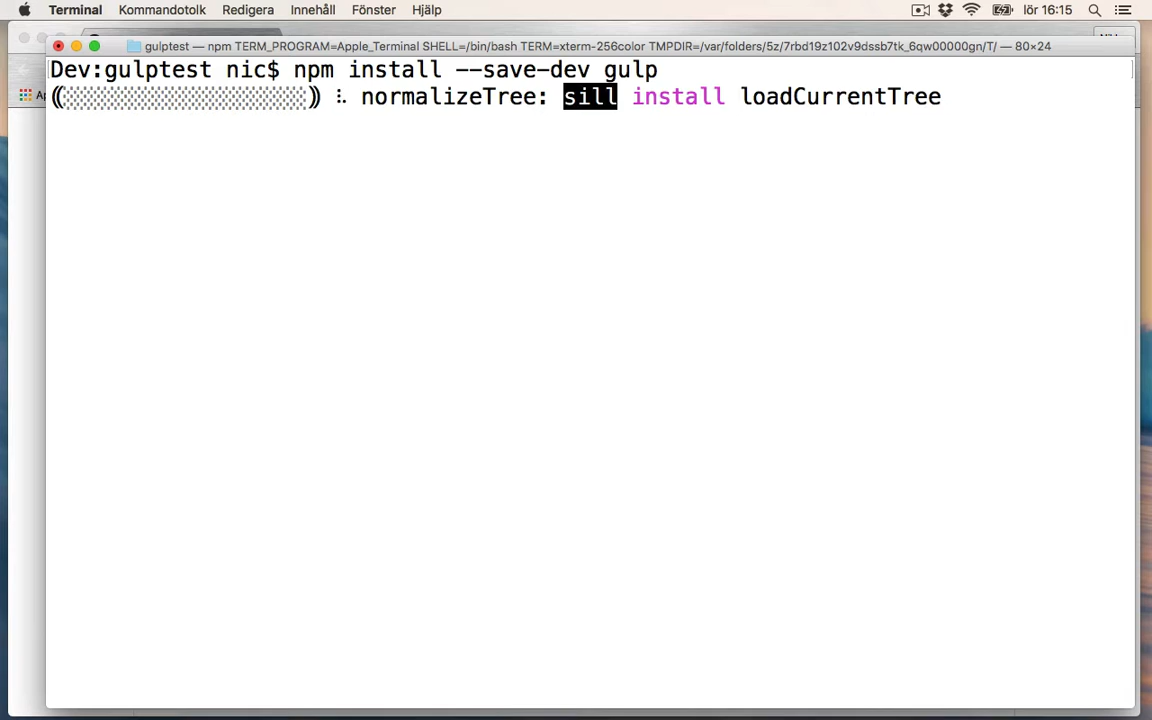 Terminal Kommandotolk Redigera Innehåll Fönster Hjälp lör 16:15
gulptest — npm TERM_PROGRAM=Apple_Terminal SHELL=/bin/bash TERM=xterm-256color TMPDIR=/var/folders/5z/7rbd19z102v9dssb7tk_6qw00000gn/T/ — 80×24
Dev:gulptest nic$ npm install --save-dev gulp
(░░░░░░░░░░░░░░░░░░) ⠧ normalizeTree: sill install loadCurrentTree